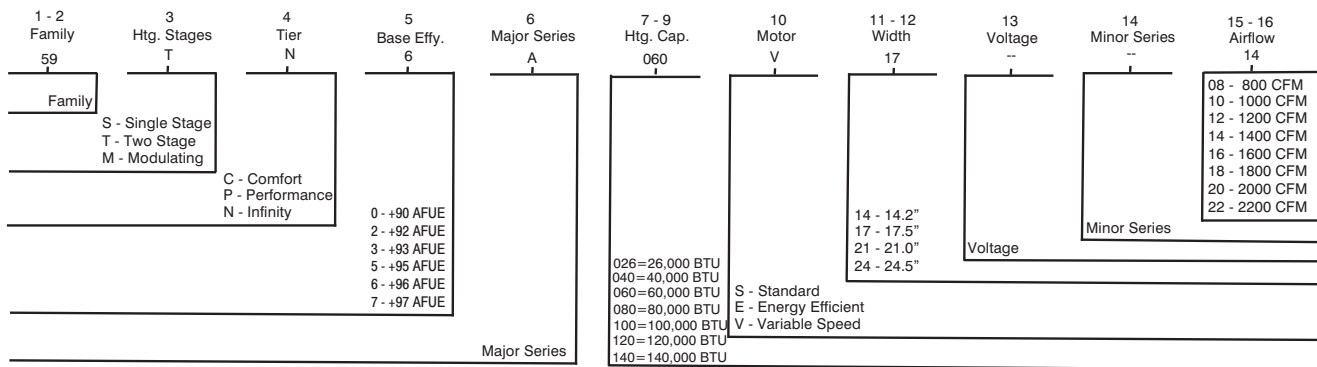 1 - 2
Family
59
Family
3
Htg. Stages
T
S - Single Stage
T - Two Stage
M - Modulating
4
Tier
N
C - Comfort
P - Performance
N - Infinity
5
Base Effy.
6
0 - +90 AFUE
2 - +92 AFUE
3 - +93 AFUE
5 - +95 AFUE
6 - +96 AFUE
7 - +97 AFUE
6
Major Series
A
Major Series
7 - 9
Htg. Cap.
060
026=26,000 BTU
040=40,000 BTU
060=60,000 BTU
080=80,000 BTU
100=100,000 BTU
120=120,000 BTU
140=140,000 BTU
10
Motor
V
S - Standard
E - Energy Efficient
V - Variable Speed
11 - 12
Width
17
14 - 14.2”
17 - 17.5”
21 - 21.0”
24 - 24.5”
13
Voltage
--
Voltage
14
Minor Series
--
Minor Series
15 - 16
Airflow
14
08 - 800 CFM
10 - 1000 CFM
12 - 1200 CFM
14 - 1400 CFM
16 - 1600 CFM
18 - 1800 CFM
20 - 2000 CFM
22 - 2200 CFM